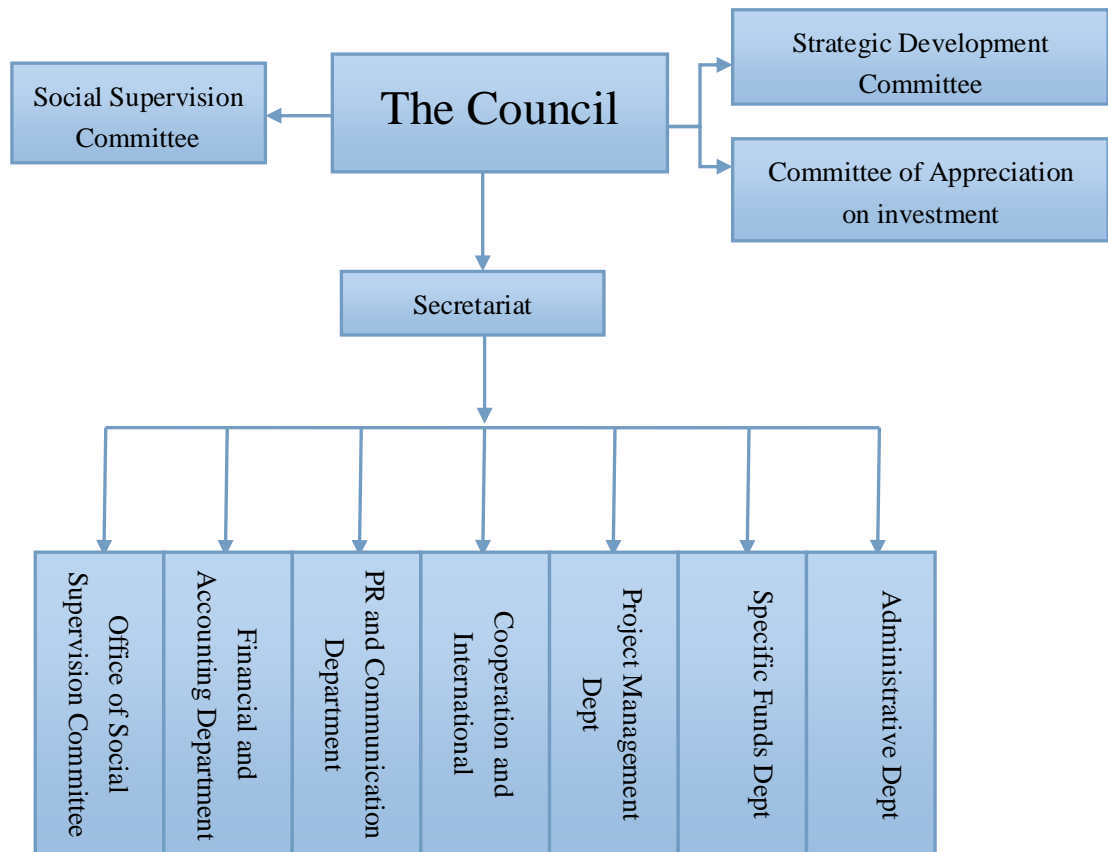 Strategic Development
Committee
Social Supervision
Committee
The Council
Committee of Appreciation
on investment
Secretariat
Office of Social
Supervision Committee
Financial and
Accounting Department
PR and Communication
Department
Cooperation and
International
Project Management
Dept
Specific Funds Dept
Administrative Dept